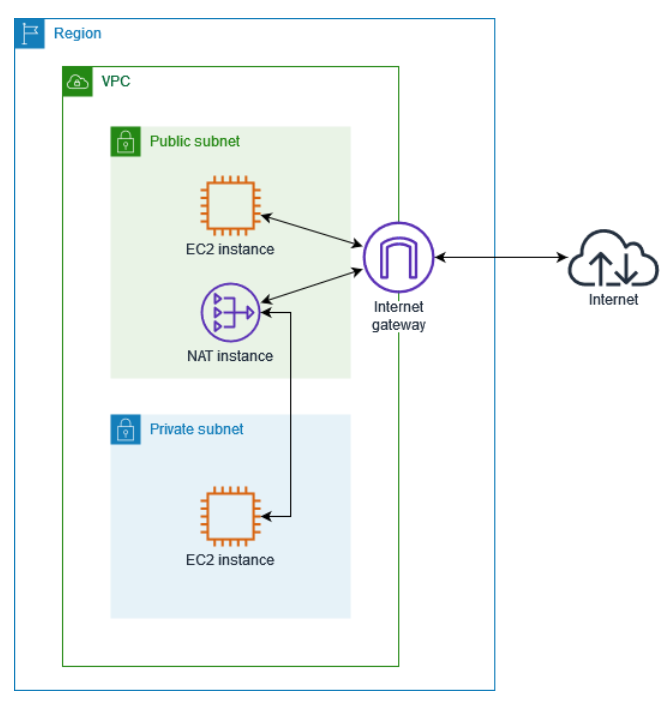 Region
VPC
Public subnet
EC2 instance
NAT instance
Internet
gateway
Internet
Private subnet
EC2 instance